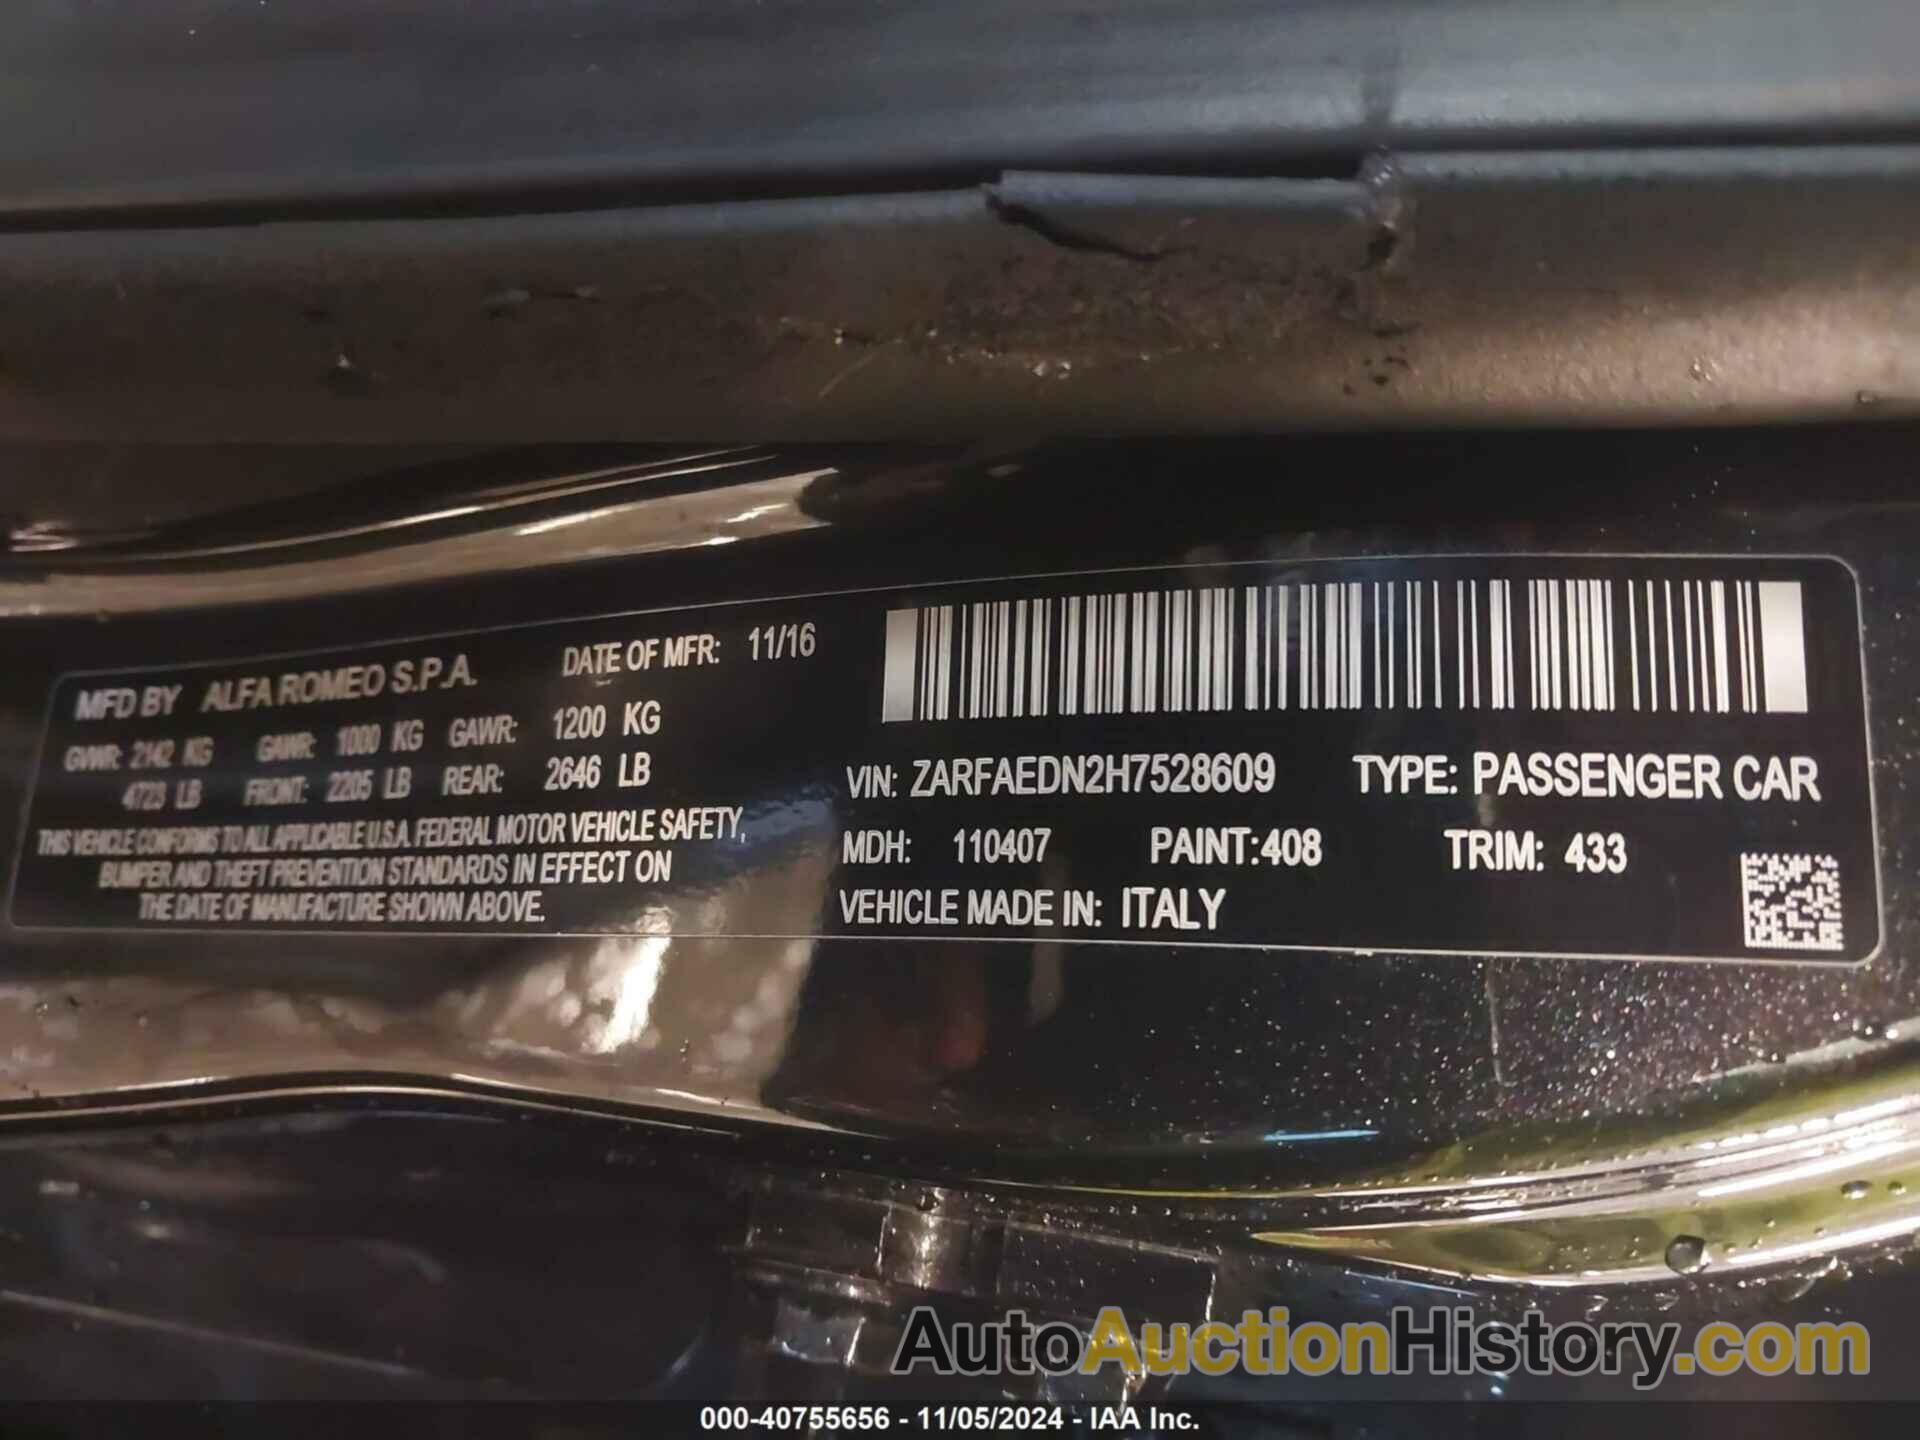 MFD BY ALFA ROMEO S.P.A. DATE OF MFR: 11/16
GVWR: 2142 KG GAWR: 1000 KG GAWR: 1200 KG
4723 LB FRONT: 2205 LB REAR: 2646 LB
THIS VEHICLE CONFORMS TO ALL APPLICABLE U.S.A. FEDERAL MOTOR VEHICLE SAFETY,
BUMPER AND THEFT PREVENTION STANDARDS IN EFFECT ON
THE DATE OF MANUFACTURE SHOWN ABOVE.
VIN: ZARFAEDN2H7528609 TYPE: PASSENGER CAR
MDH: 110407 PAINT:408 TRIM: 433
VEHICLE MADE IN: ITALY
AutoAuctionHistory.com
000-40755656 - 11/05/2024 - IAA Inc.